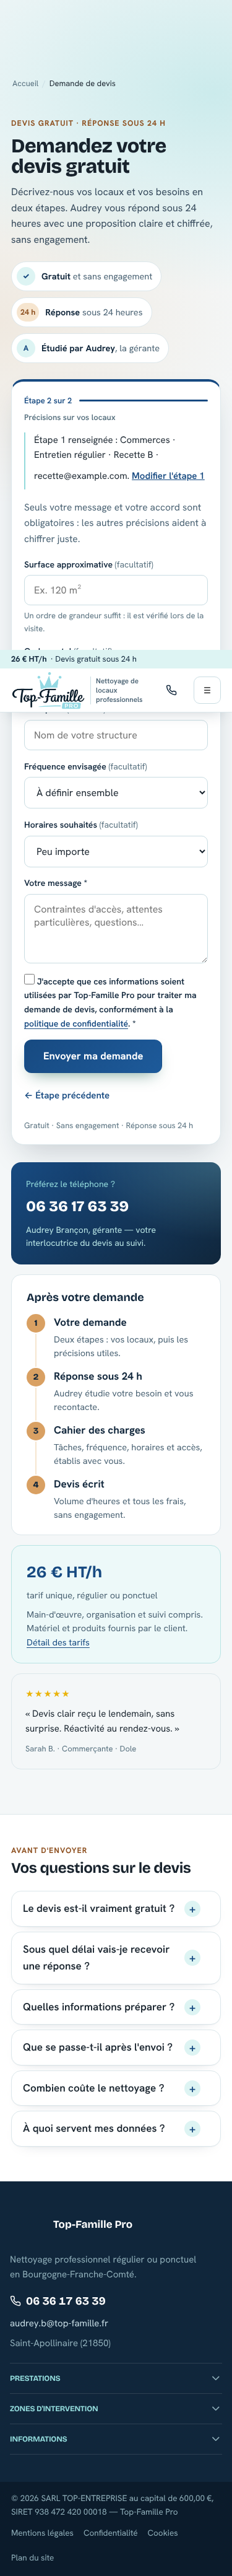 Accueil / Demande de devis
DEVIS GRATUIT · RÉPONSE SOUS 24 H
Demandez votre
devis gratuit
Décrivez-nous vos locaux et vos besoins en
deux étapes. Audrey vous répond sous 24
heures avec une proposition claire et chiffrée,
sans engagement.
✓ Gratuit et sans engagement
24 h Réponse sous 24 heures
A Étudié par Audrey, la gérante
Étape 2 sur 2
Précisions sur vos locaux
Étape 1 renseignée : Commerces ·
Entretien régulier · Recette B ·
recette@example.com. Modifier l'étape 1
Seuls votre message et votre accord sont
obligatoires : les autres précisions aident à
chiffrer juste.
Surface approximative (facultatif)
Ex. 120 m²
Un ordre de grandeur suffit : il est vérifié lors de la
visite.
26 € HT/h · Devis gratuit sous 24 h
Top-Famille
PRO
Nettoyage de
locaux
professionnels
Nom de votre structure
Fréquence envisagée (facultatif)
À définir ensemble
Horaires souhaités (facultatif)
Peu importe
Votre message *
Contraintes d'accès, attentes
particulières, questions…
J'accepte que ces informations soient
utilisées par Top-Famille Pro pour traiter ma
demande de devis, conformément à la
politique de confidentialité. *
Envoyer ma demande
← Étape précédente
Gratuit · Sans engagement · Réponse sous 24 h
Préférez le téléphone ?
06 36 17 63 39
Audrey Brançon, gérante — votre
interlocutrice du devis au suivi.
Après votre demande
1 Votre demande
Deux étapes : vos locaux, puis les
précisions utiles.
2 Réponse sous 24 h
Audrey étudie votre besoin et vous
recontacte.
3 Cahier des charges
Tâches, fréquence, horaires et accès,
établis avec vous.
4 Devis écrit
Volume d'heures et tous les frais,
sans engagement.
26 € HT/h
tarif unique, régulier ou ponctuel
Main-d'œuvre, organisation et suivi compris.
Matériel et produits fournis par le client.
Détail des tarifs
★★★★★
« Devis clair reçu le lendemain, sans
surprise. Réactivité au rendez-vous. »
Sarah B. · Commerçante · Dole
AVANT D'ENVOYER
Vos questions sur le devis
Le devis est-il vraiment gratuit ? +
Sous quel délai vais-je recevoir
une réponse ? +
Quelles informations préparer ? +
Que se passe-t-il après l'envoi ? +
Combien coûte le nettoyage ? +
À quoi servent mes données ? +
Top-Famille Pro
Nettoyage professionnel régulier ou ponctuel
en Bourgogne-Franche-Comté.
06 36 17 63 39
audrey.b@top-famille.fr
Saint-Apollinaire (21850)
PRESTATIONS
ZONES D'INTERVENTION
INFORMATIONS
© 2026 SARL TOP-ENTREPRISE au capital de 600,00 €,
SIRET 938 472 420 00018 — Top-Famille Pro
Mentions légales Confidentialité Cookies
Plan du site